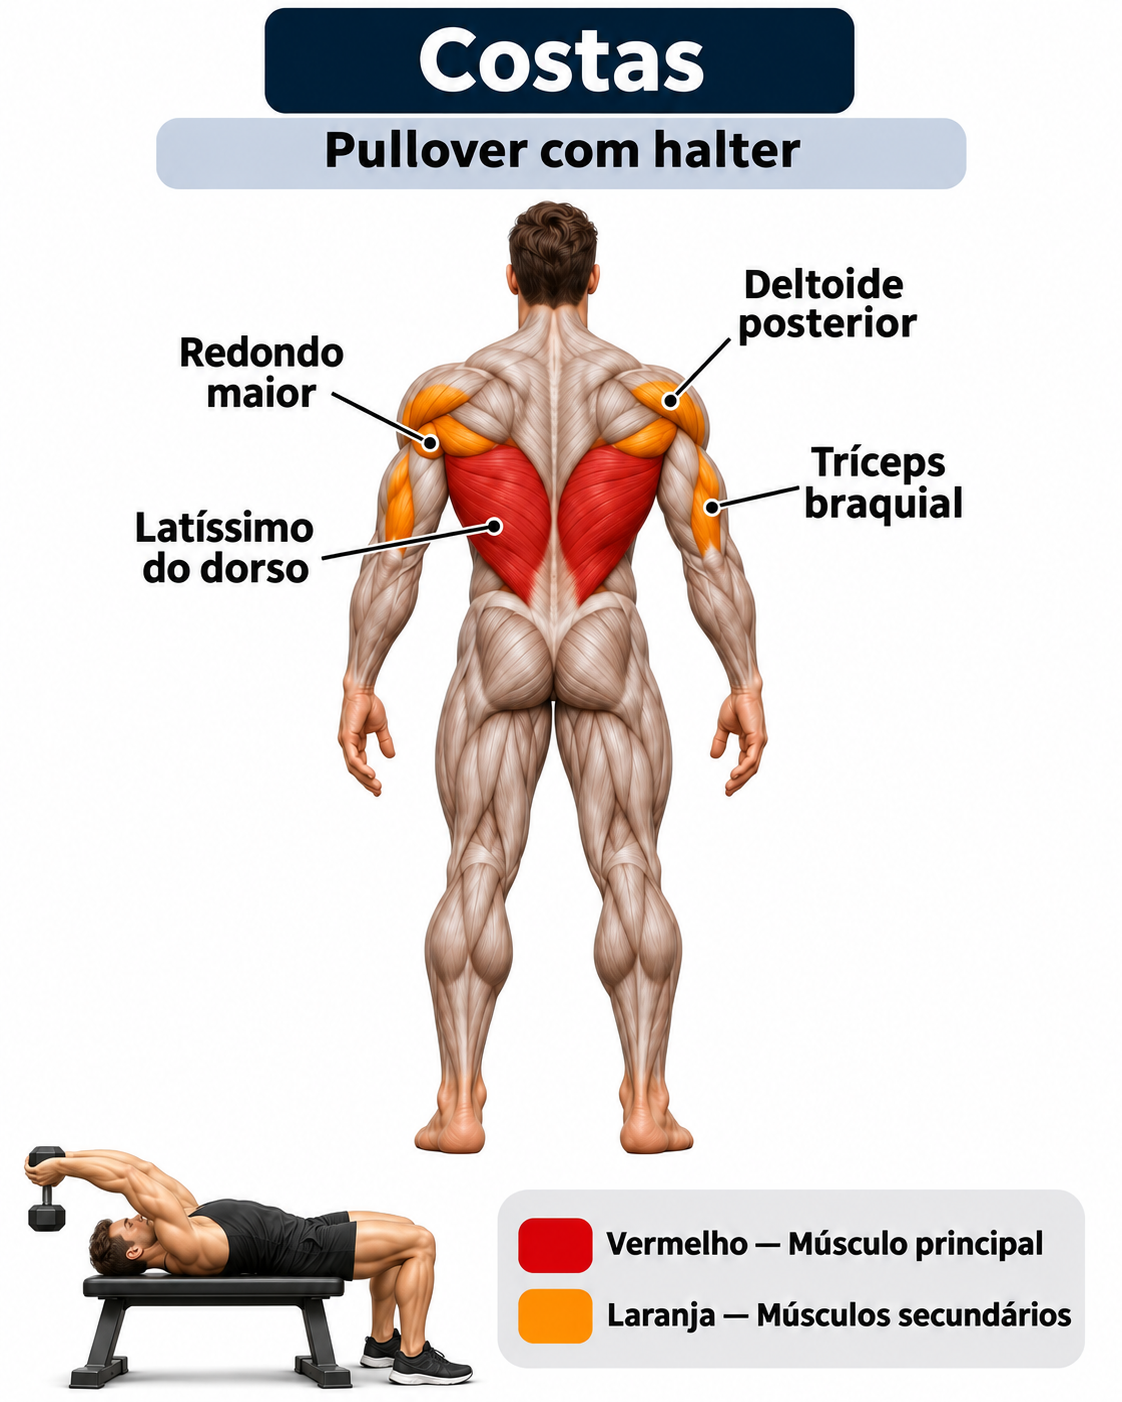 Costas
Pullover com halter
Deltoide
posterior
Redondo
maior
Tríceps
braquial
Latíssimo
do dorso
Vermelho — Músculo principal
Laranja — Músculos secundários